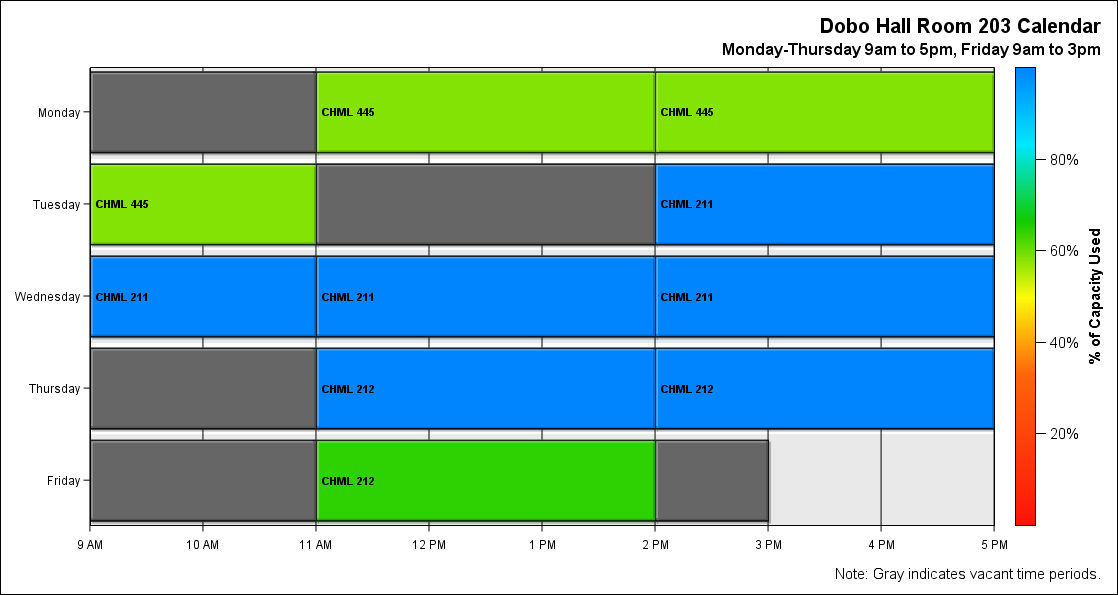 Dobo Hall Room 203 Calendar
Monday-Thursday 9am to 5pm, Friday 9am to 3pm
Monday
CHML 445
CHML 445
Tuesday
CHML 445
CHML 211
Wednesday
CHML 211
CHML 211
CHML 211
Thursday
CHML 212
CHML 212
Friday
CHML 212
9 AM
10 AM
11 AM
12 PM
1 PM
2 PM
3 PM
4 PM
5 PM
80%
60%
40%
20%
% of Capacity Used
Note: Gray indicates vacant time periods.